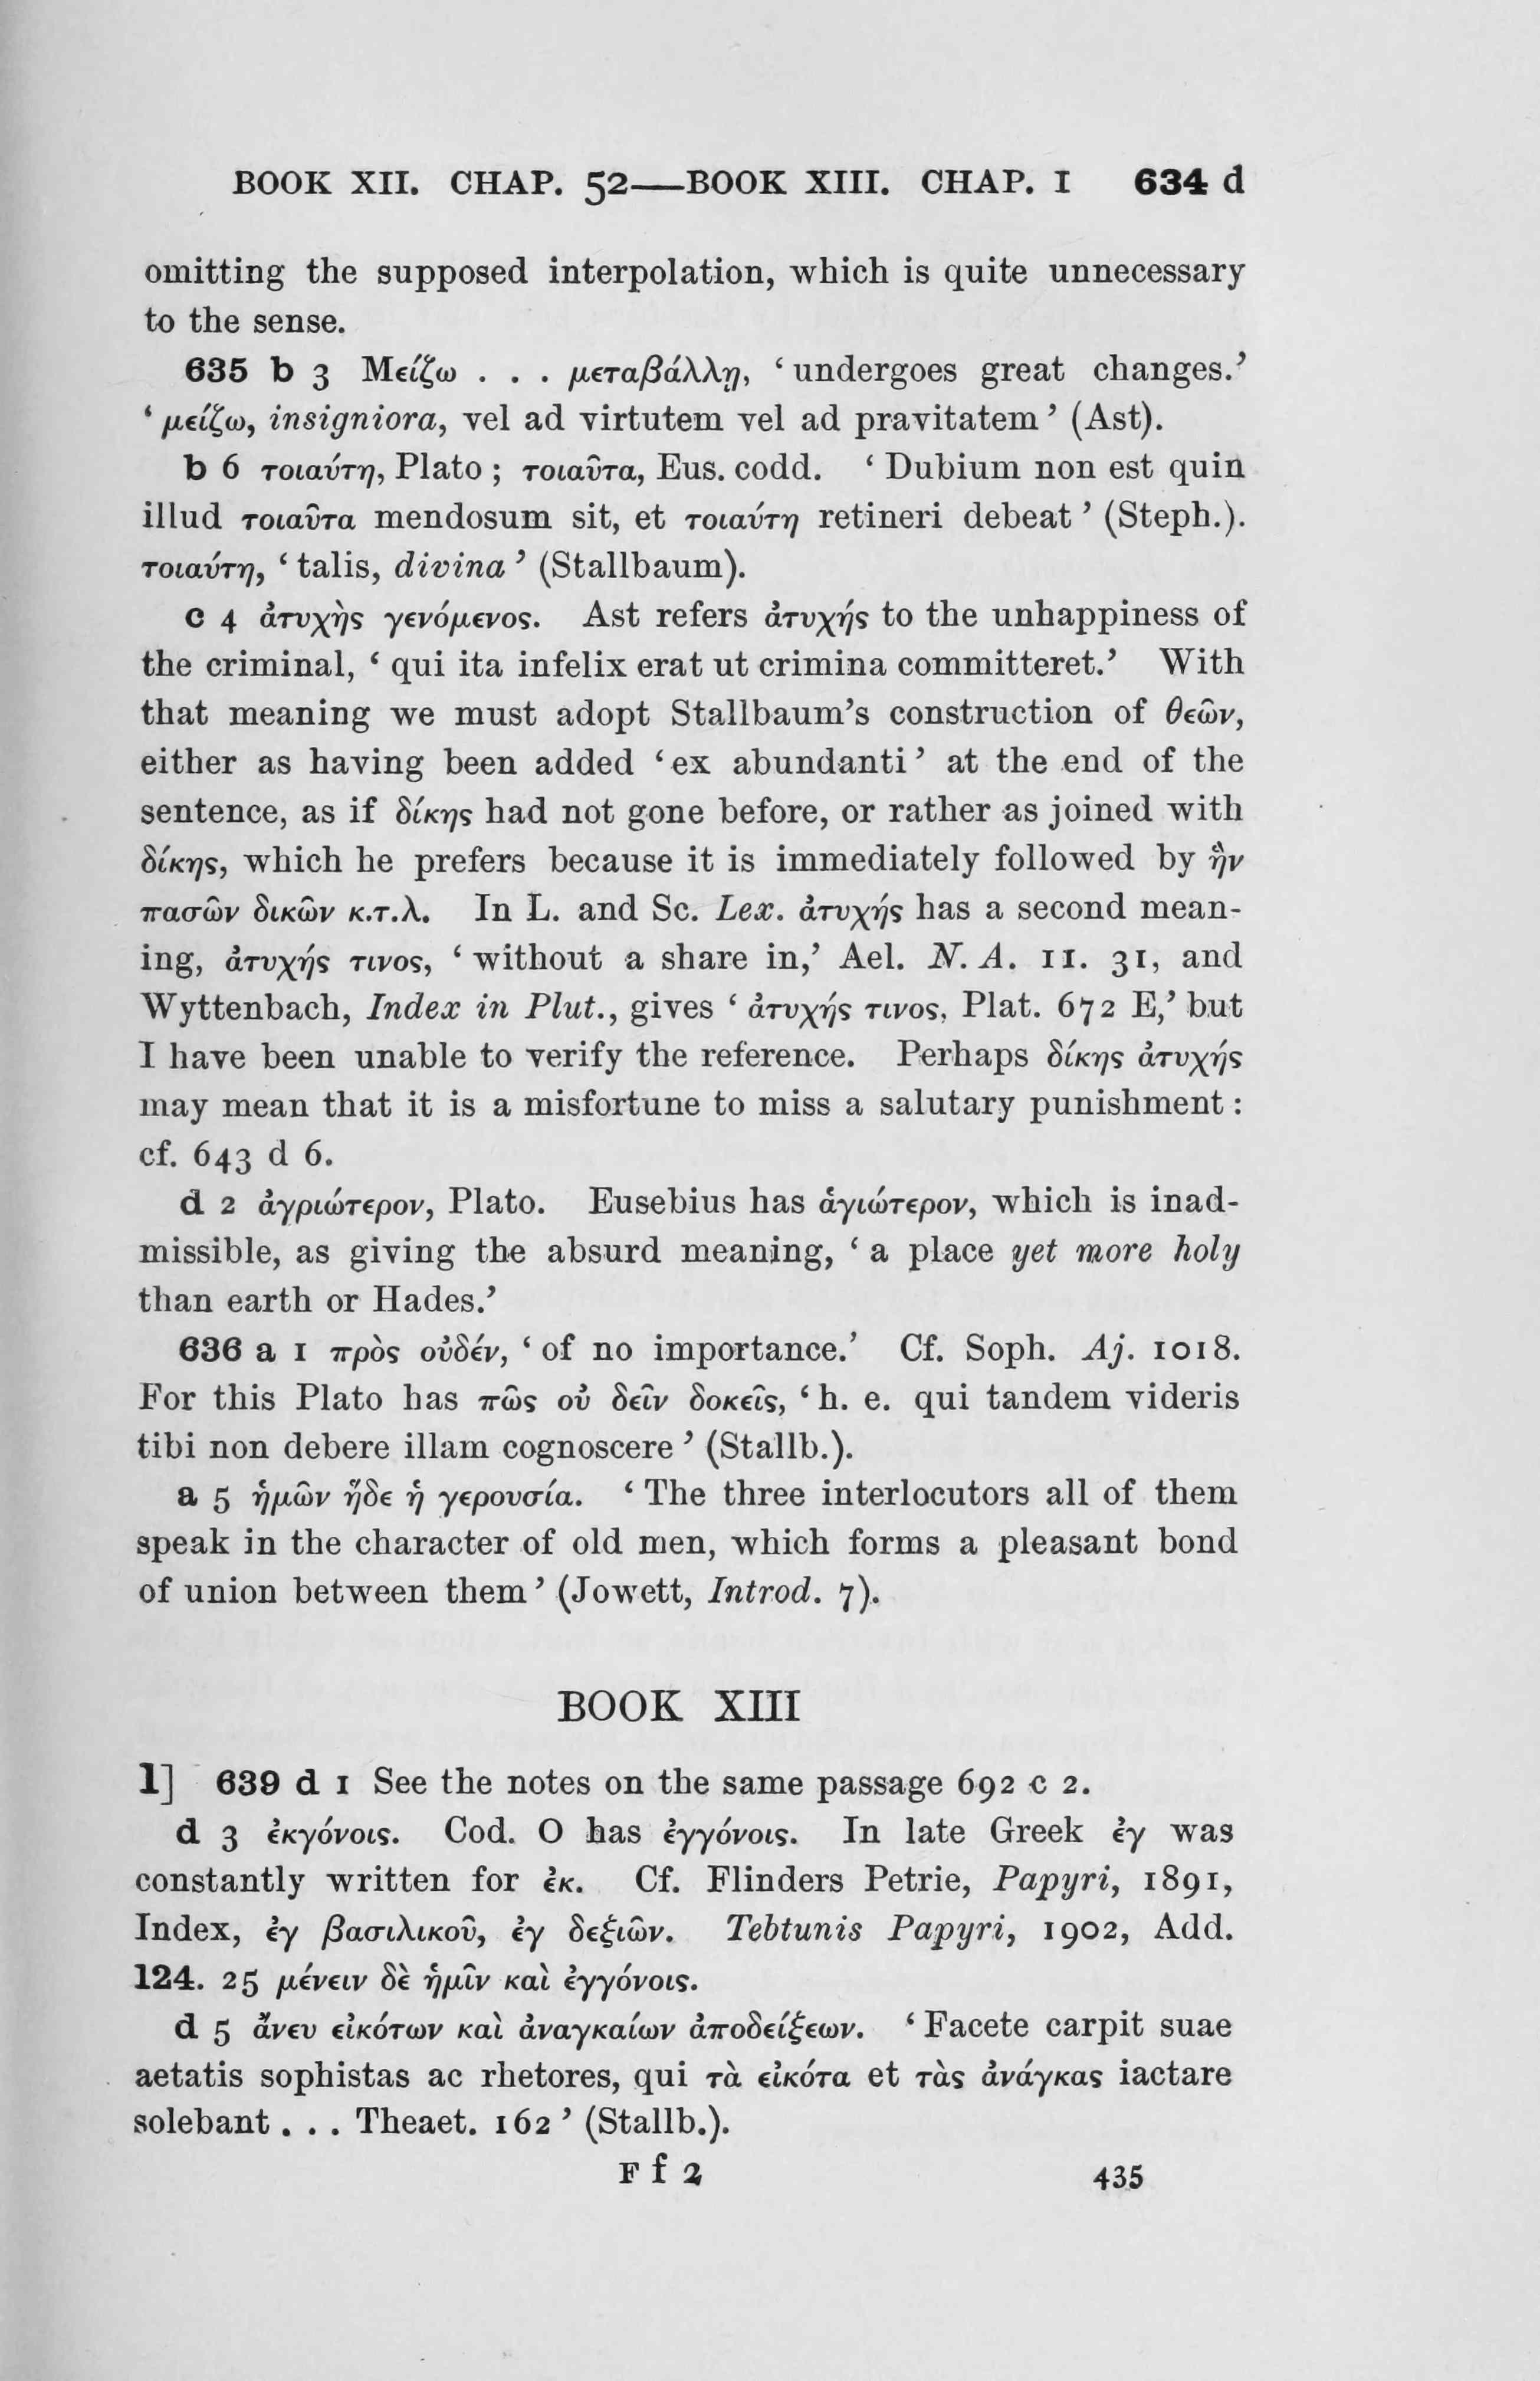 BOOK XII. CHAP. 52—BOOK XIII. CHAP. 1 634 d
omitting the supposed interpolation, which is quite unnecessary
to the sense.
635 b 3 Μείζω . . . μεταβάλλῃ, ‘undergoes great changes.’
‘μείζω, insigniora, vel ad virtutem vel ad pravitatem’ (Ast).
b 6 τοιαύτη, Plato; τοιαῦτα, Eus. codd. ‘Dubium non est quin
illud τοιαῦτα mendosum sit, et τοιαύτη retineri debeat’ (Steph.).
τοιαύτη, ‘talis, divina’ (Stallbaum).
c 4 ἀτυχὴς γενόμενος. Ast refers ἀτυχής to the unhappiness of
the criminal, ‘qui ita infelix erat ut crimina committeret.’ With
that meaning we must adopt Stallbaum’s construction of θεῶν,
either as having been added ‘ex abundanti’ at the end of the
sentence, as if δίκης had not gone before, or rather as joined with
δίκης, which he prefers because it is immediately followed by ἣν
πασῶν δικῶν κ.τ.λ. In L. and Sc. Lex. ἀτυχής has a second mean-
ing, ἀτυχής τινος, ‘without a share in,’ Ael. N. A. 11. 31, and
Wyttenbach, Index in Plut., gives ‘ἀτυχής τινος, Plat. 672 E,’ but
I have been unable to verify the reference. Perhaps δίκης ἀτυχής
may mean that it is a misfortune to miss a salutary punishment:
cf. 643 d 6.
d 2 ἀγριώτερον, Plato. Eusebius has ἁγιώτερον, which is inad-
missible, as giving the absurd meaning, ‘a place yet more holy
than earth or Hades.’
636 a 1 πρὸς οὐδέν, ‘of no importance.’ Cf. Soph. Aj. 1018.
For this Plato has πῶς οὐ δεῖν δοκεῖς, ‘h. e. qui tandem videris
tibi non debere illam cognoscere’ (Stallb.).
a 5 ἡμῶν ἥδε ἡ γερουσία. ‘The three interlocutors all of them
speak in the character of old men, which forms a pleasant bond
of union between them’ (Jowett, Introd. 7).
BOOK XIII
1] 639 d 1 See the notes on the same passage 692 c 2.
d 3 ἐκγόνοις. Cod. O has ἐγγόνοις. In late Greek ἐγ was
constantly written for ἐκ. Cf. Flinders Petrie, Papyri, 1891,
Index, ἐγ βασιλικοῦ, ἐγ δεξιῶν. Tebtunis Papyri, 1902, Add.
124. 25 μένειν δὲ ἡμῖν καὶ ἐγγόνοις.
d 5 ἄνευ εἰκότων καὶ ἀναγκαίων ἀποδείξεων. ‘Facete carpit suae
aetatis sophistas ac rhetores, qui τὰ εἰκότα et τὰς ἀνάγκας iactare
solebant . . . Theaet. 162’ (Stallb.).
F f 2 435